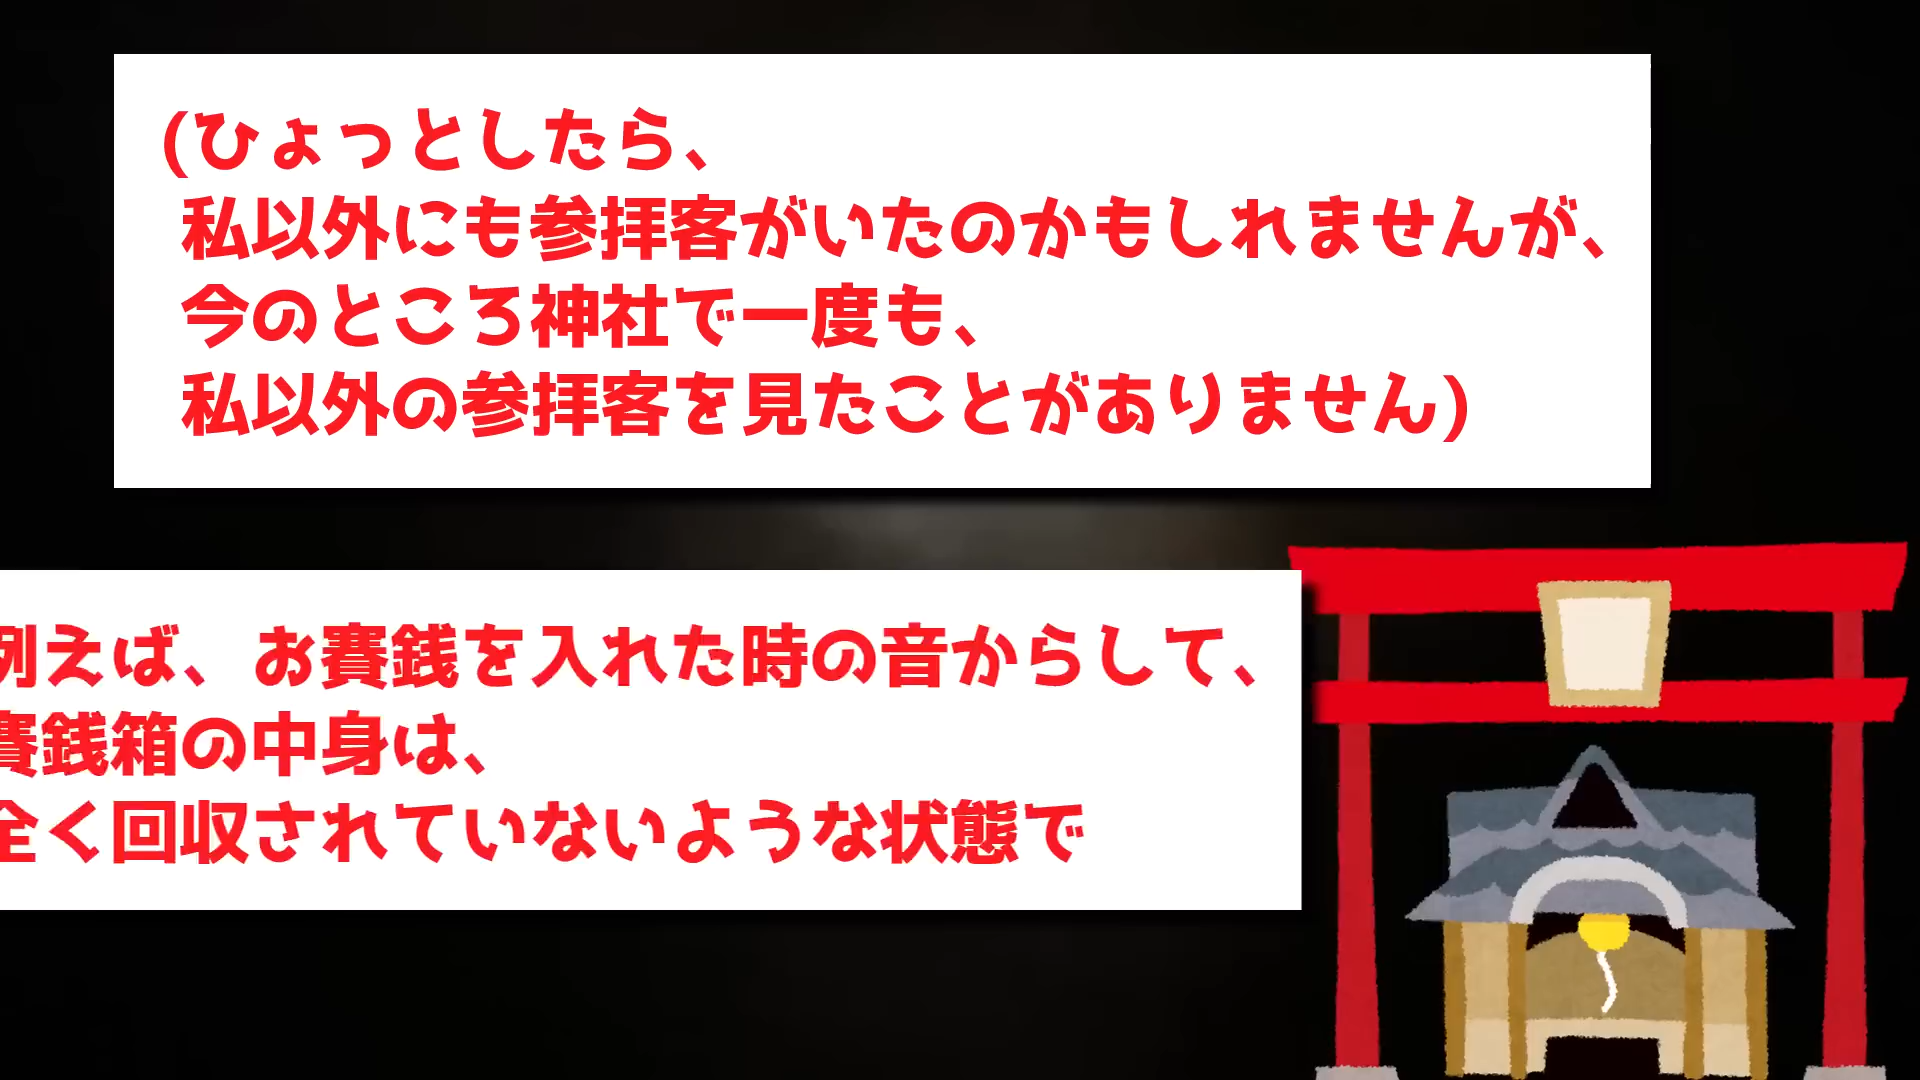 (ひょっとしたら、
私以外にも参拝客がいたのかもしれませんが、
今のところ神社で一度も、
私以外の参拝客を見たことがありません)
例えば、お賽銭を入れた時の音からして、
賽銭箱の中身は、
全く回収されていないような状態で